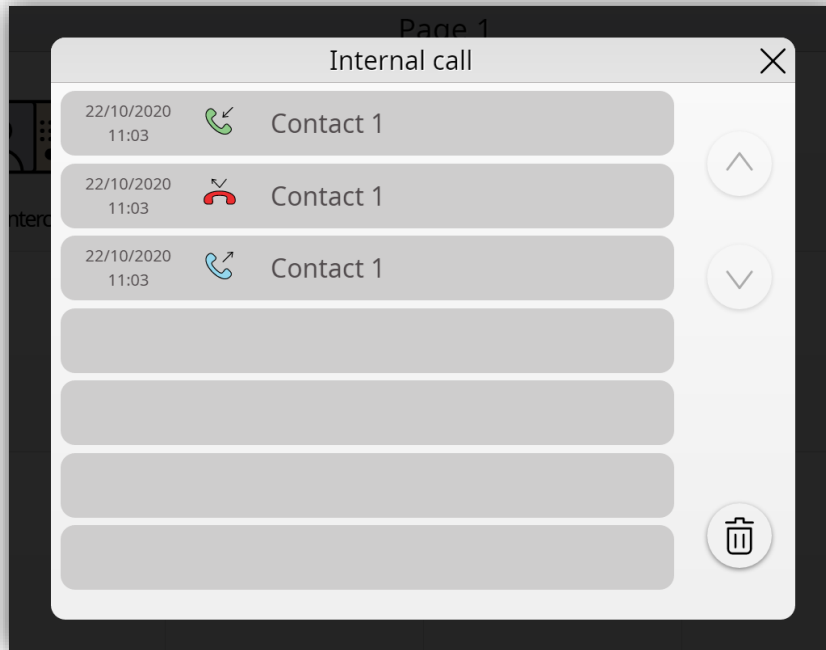 Page 1
Internal call
22/10/2020
11:03
Contact 1
22/10/2020
11:03
Contact 1
22/10/2020
11:03
Contact 1